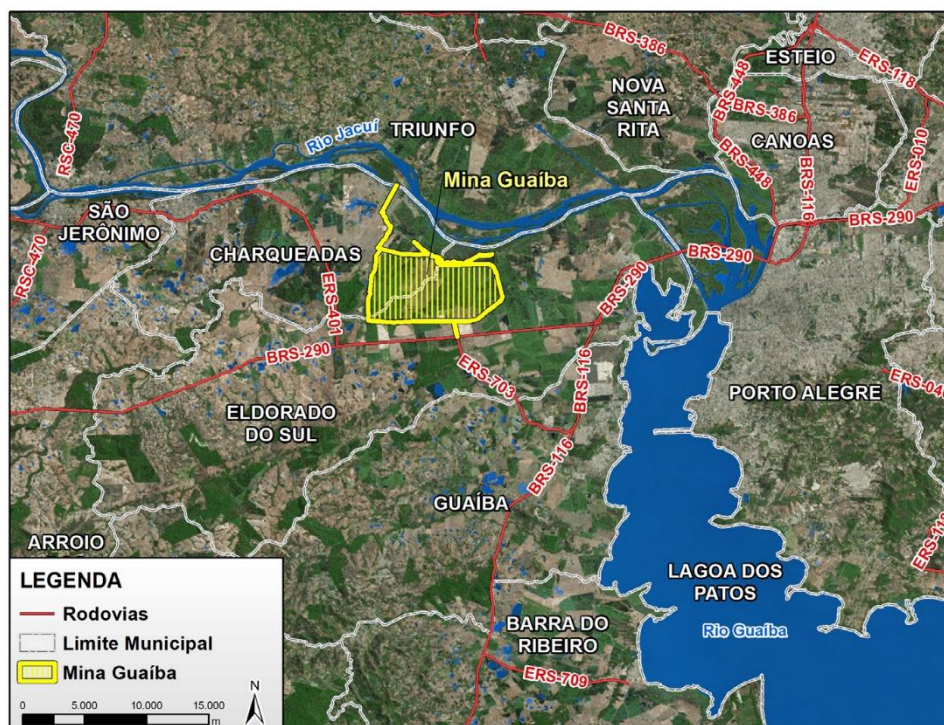 BRS-386
ESTEIO
ERS-118
BRS-448
NOVA
SANTA
RITA
RSC-470
TRIUNFO
Rio Jacuí
BRS-386
CANOAS
ERS-010
Mina Guaíba
BRS-448
BRS-116
SÃO
JERÔNIMO
BRS-290
CHARQUEADAS
BRS-290
RSC-470
ERS-401
BRS-290
BRS-290
ERS-703
BRS-116
PORTO ALEGRE
ERS-04
ELDORADO
DO SUL
BRS-116
GUAÍBA
ERS-118
ARROIO
LEGENDA
Rodovias
Limite Municipal
Mina Guaíba
0 5.000 10.000 15.000
m
N
LAGOA DOS
PATOS
Rio Guaíba
BARRA DO
RIBEIRO
ERS-709